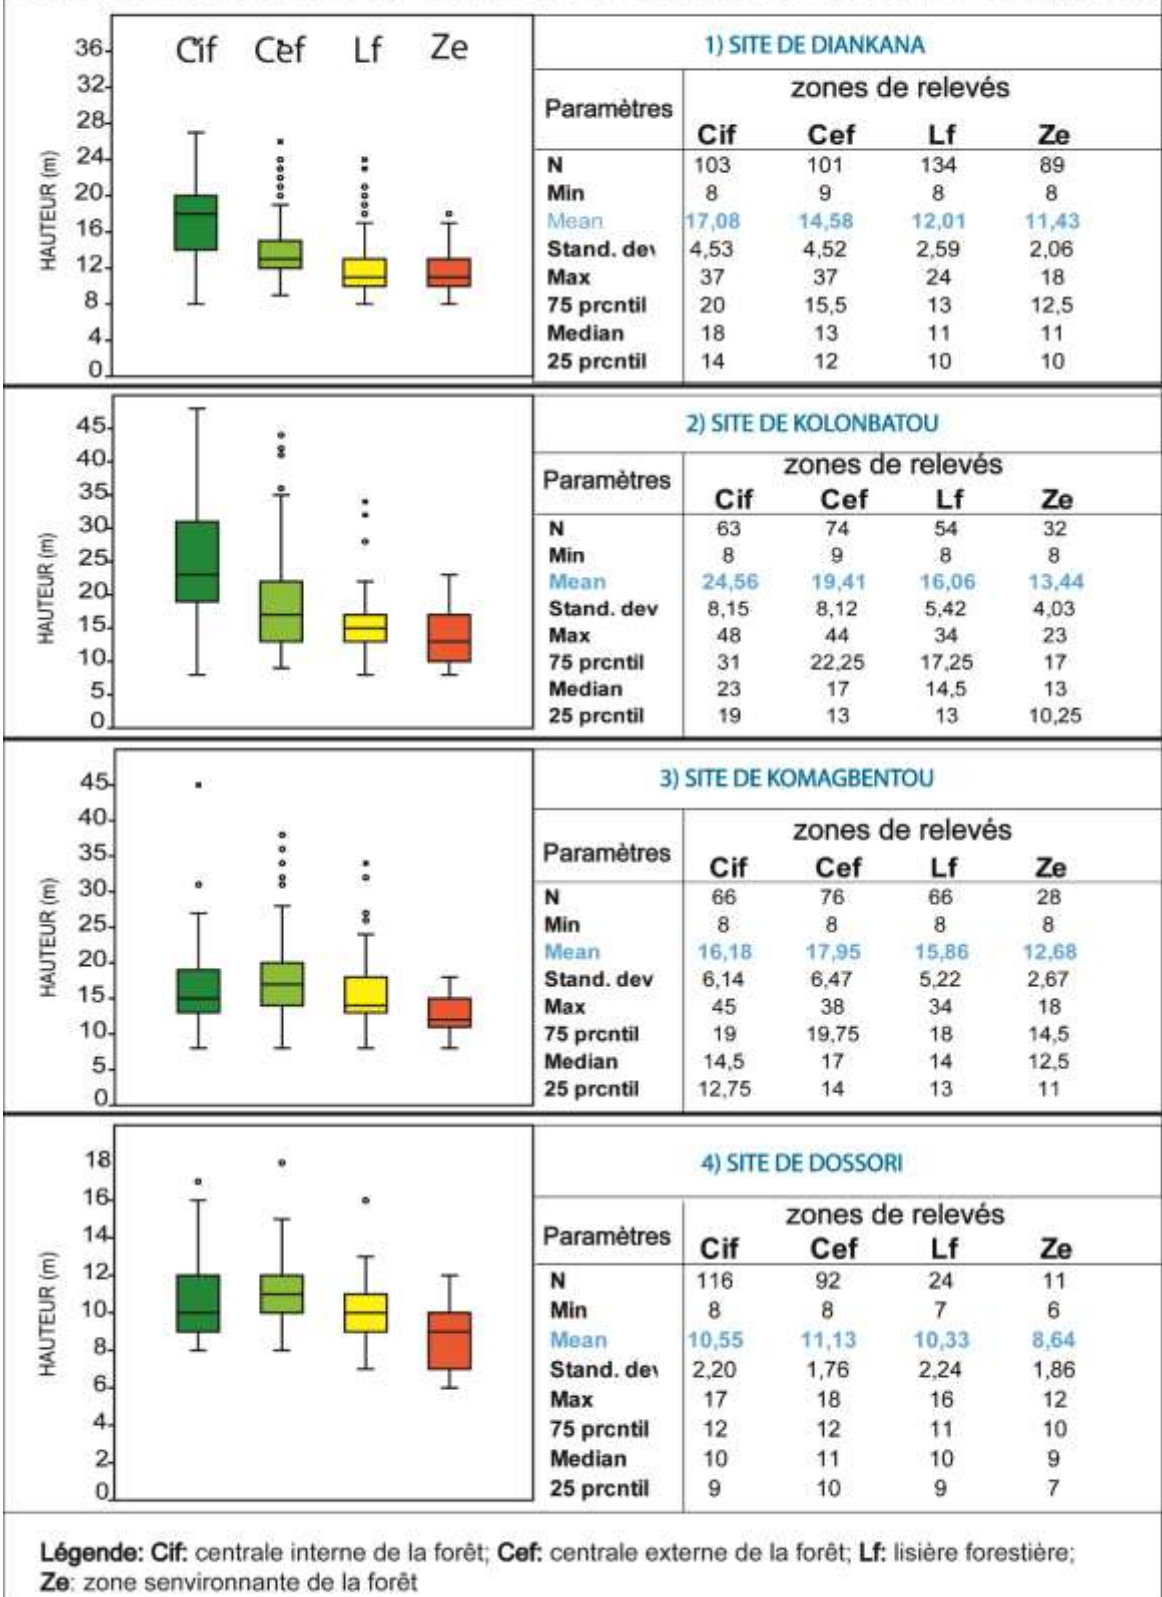 Cif Cef Lf Ze
HAUTEUR (m)
36
32
28
24
20
16
12
8
4
0
1) SITE DE DIANKANA
Paramètres zones de relevés
Cif Cef Lf Ze
N 103 101 134 89
Min 8 9 8 8
Mean 17,08 14,58 12,01 11,43
Stand. dev 4,53 4,52 2,59 2,06
Max 37 37 24 18
75 prcntil 20 15,5 13 12,5
Median 18 13 11 11
25 prcntil 14 12 10 10
HAUTEUR (m)
45
40
35
30
25
20
15
10
5
0
2) SITE DE KOLONBATOU
Paramètres zones de relevés
Cif Cef Lf Ze
N 63 74 54 32
Min 8 9 8 8
Mean 24,56 19,41 16,06 13,44
Stand. dev 8,15 8,12 5,42 4,03
Max 48 44 34 23
75 prcntil 31 22,25 17,25 17
Median 23 17 14,5 13
25 prcntil 19 13 13 10,25
HAUTEUR (m)
45
40
35
30
25
20
15
10
5
0
3) SITE DE KOMAGBENTOU
Paramètres zones de relevés
Cif Cef Lf Ze
N 66 76 66 28
Min 8 8 8 8
Mean 16,18 17,95 15,86 12,68
Stand. dev 6,14 6,47 5,22 2,67
Max 45 38 34 18
75 prcntil 19 19,75 18 14,5
Median 14,5 17 14 12,5
25 prcntil 12,75 14 13 11
HAUTEUR (m)
18
16
14
12
10
8
6
4
2
0
4) SITE DE DOSSORI
Paramètres zones de relevés
Cif Cef Lf Ze
N 116 92 24 11
Min 8 8 7 6
Mean 10,55 11,13 10,33 8,64
Stand. dev 2,20 1,76 2,24 1,86
Max 17 18 16 12
75 prcntil 12 12 11 10
Median 10 11 10 9
25 prcntil 9 10 9 7
Légende: Cif: centrale interne de la forêt; Cef: centrale externe de la forêt; Lf: lisière forestière;
Ze: zone senvironnante de la forêt